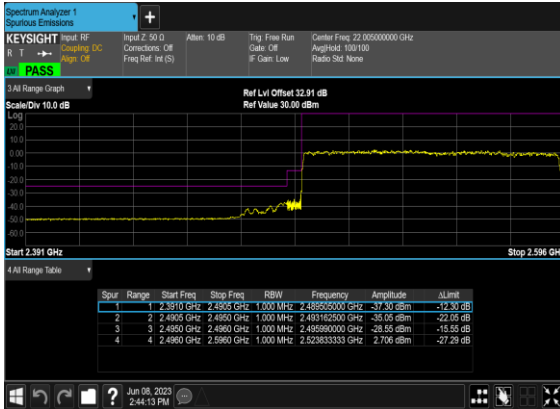 Spectrum Analyzer 1
Spurious Emissions
+
KEYSIGHT Input: RF Input Z: 50 Ω Atten: 10 dB Trig: Free Run Center Freq: 22.005000000 GHz
R T Coupling: DC Corrections: Off Gate: Off Avg|Hold: 100/100
Align: Off Freq Ref: Int (S) IF Gain: Low Radio Std: None
PASS
3 All Range Graph
Ref Lvl Offset 32.91 dB
Scale/Div 10.0 dB Ref Value 30.00 dBm
Log
20.0
10.0
0.00
-10.0
-20.0
-30.0
-40.0
-50.0
-60.0
Start 2.391 GHz Stop 2.596 GH
4 All Range Table
Spur Range Start Freq Stop Freq RBW Frequency Amplitude ΔLimit
1 1 2.3910 GHz 2.4905 GHz 1.000 MHz 2.489505000 GHz -37.30 dBm -12.30 dB
2 2 2.4905 GHz 2.4950 GHz 1.000 MHz 2.493162500 GHz -35.05 dBm -22.05 dB
3 3 2.4950 GHz 2.4960 GHz 1.000 MHz 2.495990000 GHz -28.55 dBm -15.55 dB
4 4 2.4960 GHz 2.5960 GHz 1.000 MHz 2.523833333 GHz 2.706 dBm -27.29 dB
?
Jun 08, 2023
2:44:13 PM